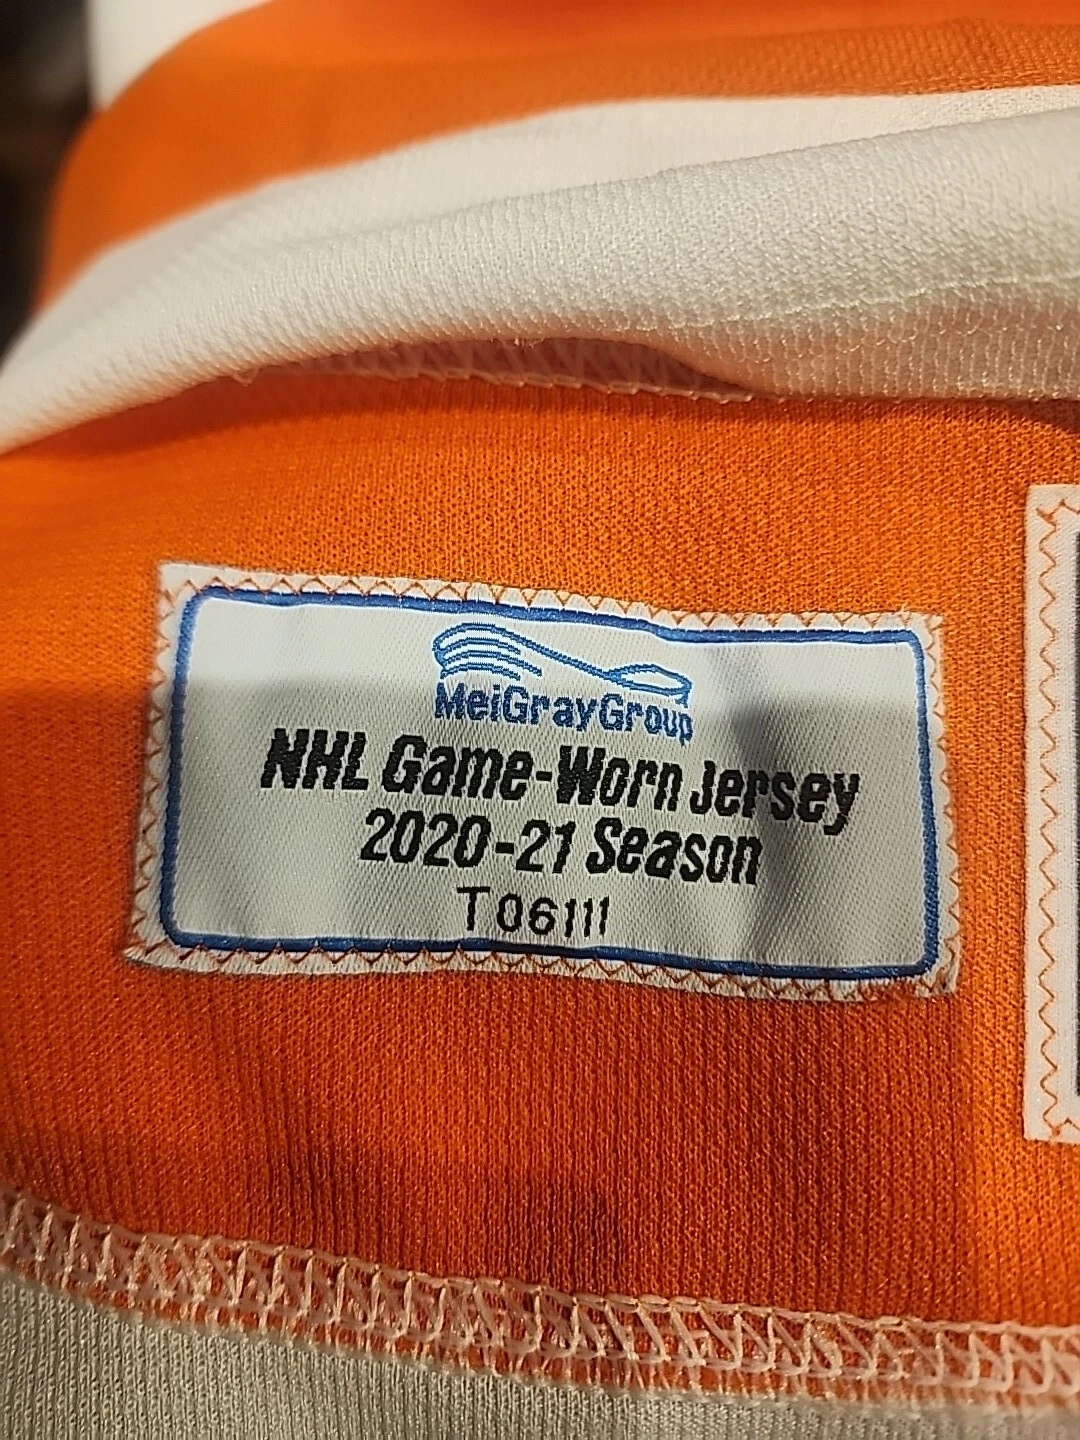 MeiGrayGroup
NHL Game-Worn Jersey
2020-21 Season
T06111